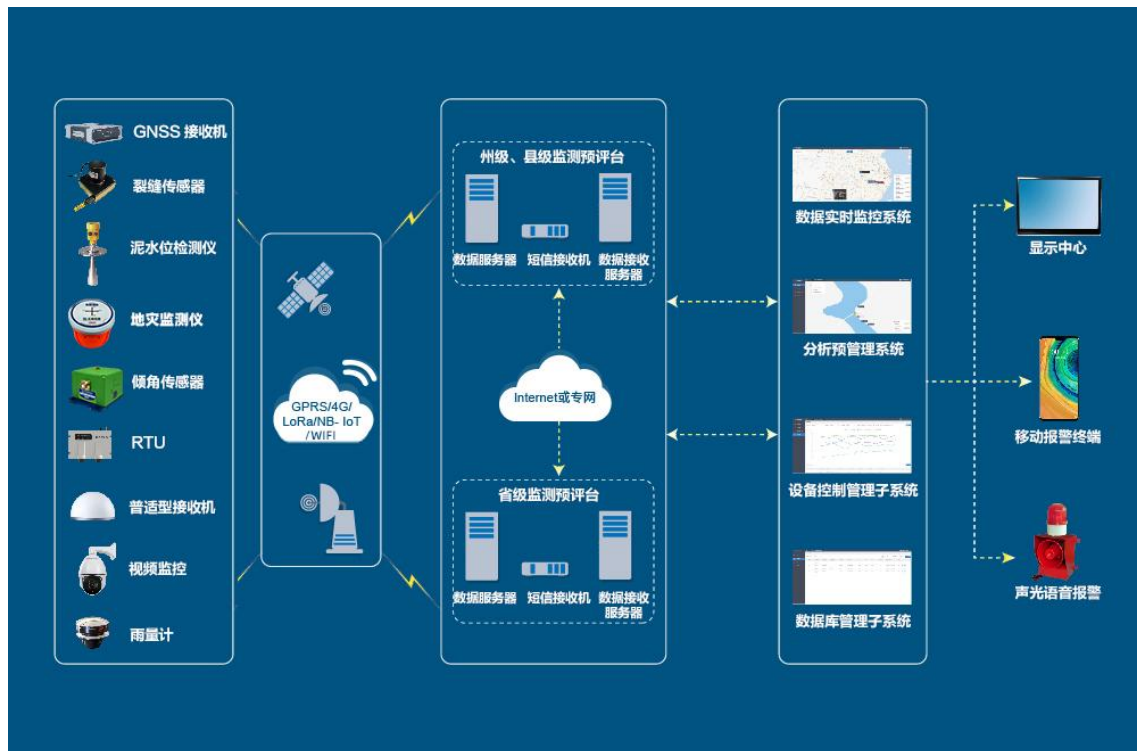 GNSS 接收机
裂缝传感器
泥水位检测仪
地灾监测仪
倾角传感器
RTU
普适型接收机
视频监控
雨量计
GPRS/4G/
LoRa/NB- IoT
/WIFI
州级、县级监测预评台
数据服务器
短信接收机
数据接收
服务器
Internet或专网
省级监测预评台
数据服务器
短信接收机
数据接收
服务器
数据实时监控系统
分析预管理系统
设备控制管理子系统
数据库管理子系统
显示中心
移动报警终端
声光语音报警